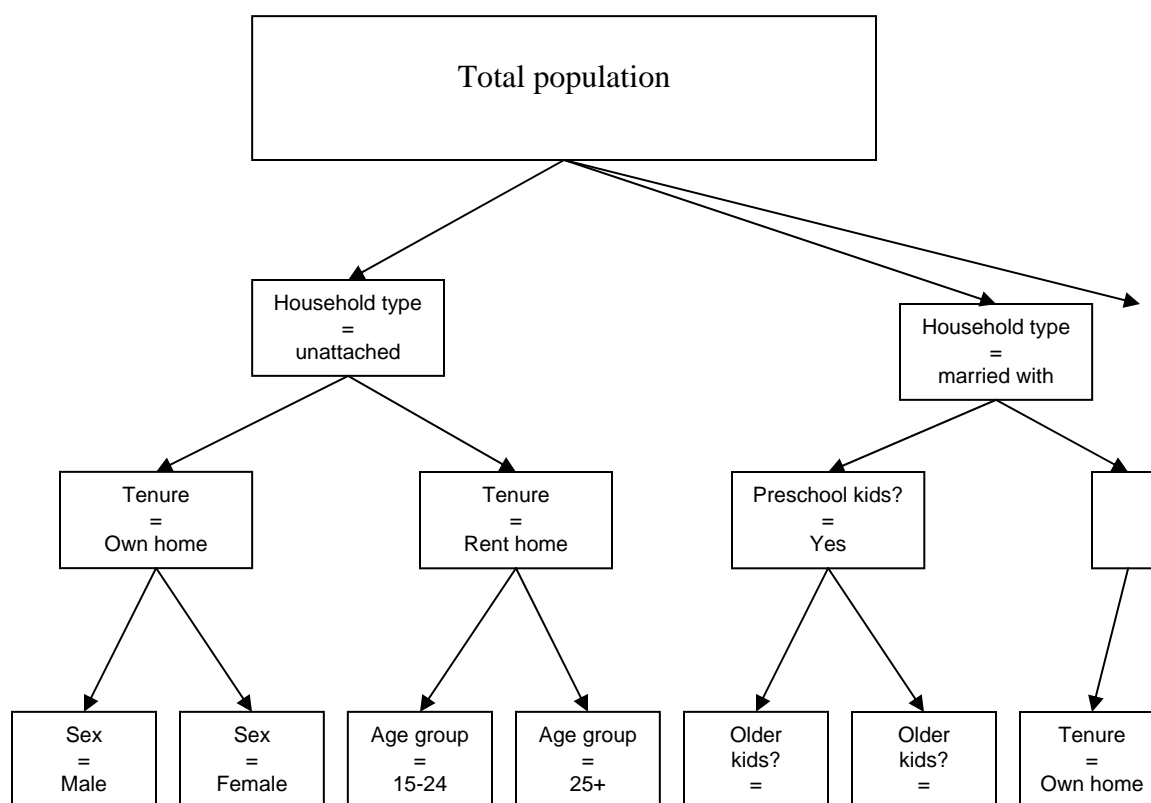 Total population
Household type
=
unattached
Household type
=
married with
Tenure
=
Own home
Tenure
=
Rent home
Preschool kids?
=
Yes
Sex
=
Male
Sex
=
Female
Age group
=
15-24
Age group
=
25+
Older
kids?
=
Older
kids?
=
Tenure
=
Own home